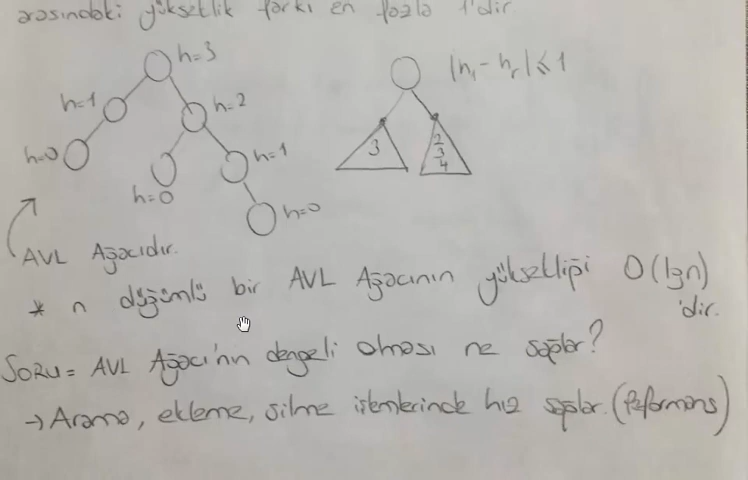 arasındaki yükseklik farkı en fazla 1'dir
h=3
h=1
h=2
h=0
h=0
h=1
h=0
|hl - hr| ≤ 1
3
2
3
4
AVL Ağacıdır.
* n düğümlü bir AVL Ağacının yüksekliği O(lgn)
'dir.
SORU = AVL Ağacı'nın dengeli olması ne sağlar?
→ Arama, ekleme, silme işlemlerinde hız sağlar. (Performans)